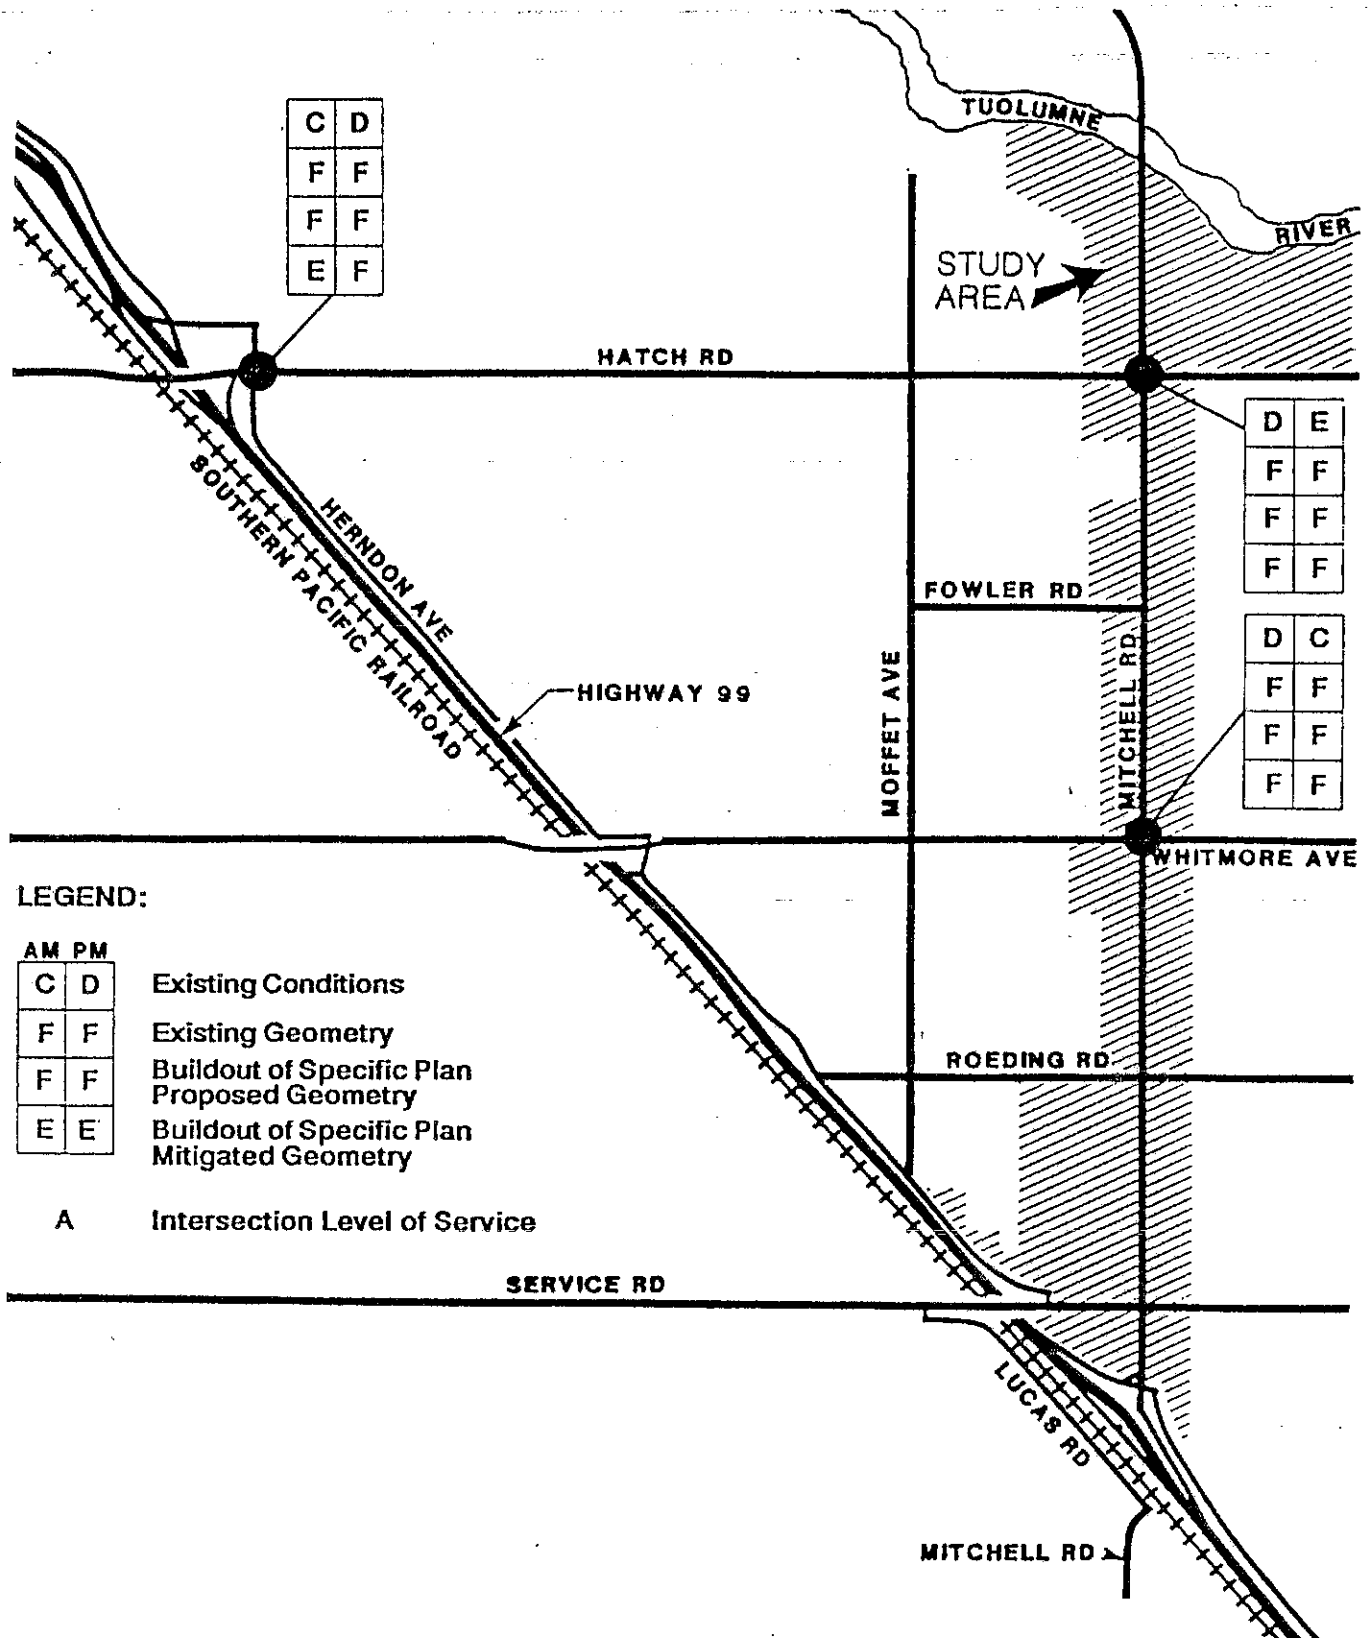 TUOLUMNE
RIVER
C D
F F
F F
E F
STUDY
AREA
HATCH RD
D E
F F
F F
F F
SOUTHERN PACIFIC RAILROAD
HERNDON AVE
FOWLER RD
D C
F F
F F
F F
MITCHELL RD
MOFFET AVE
HIGHWAY 99
WHITMORE AVE
LEGEND:
AM PM
C D Existing Conditions
F F Existing Geometry
F F Buildout of Specific Plan
Proposed Geometry
E E Buildout of Specific Plan
Mitigated Geometry
A Intersection Level of Service
ROEDING RD
SERVICE RD
LUCAS RD
MITCHELL RD